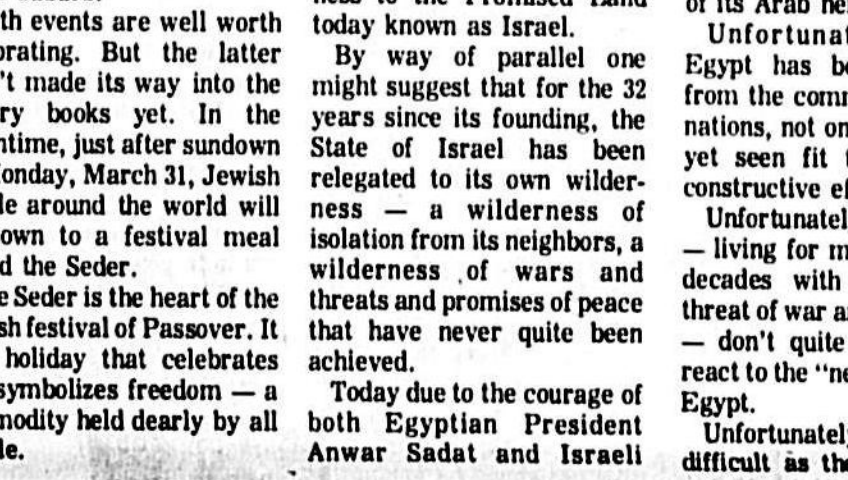 th events are well worth
orating. But the latter
't made its way into the
ry books yet. In the
ntime, just after sundown
onday, March 31, Jewish
le around the world will
own to a festival meal
d the Seder.
e Seder is the heart of the
sh festival of Passover. It
holiday that celebrates
symbolizes freedom — a
modity held dearly by all
le.
today known as Israel.
By way of parallel one
might suggest that for the 32
years since its founding, the
State of Israel has been
relegated to its own wilder-
ness — a wilderness of
isolation from its neighbors, a
wilderness of wars and
threats and promises of peace
that have never quite been
achieved.
Today due to the courage of
both Egyptian President
Anwar Sadat and Israeli
of its Arab ne
Unfortunat
Egypt has be
from the comm
nations, not on
yet seen fit t
constructive ef
Unfortunatel
— living for m
decades with
threat of war a
— don't quite
react to the "ne
Egypt.
Unfortunately
difficult as the